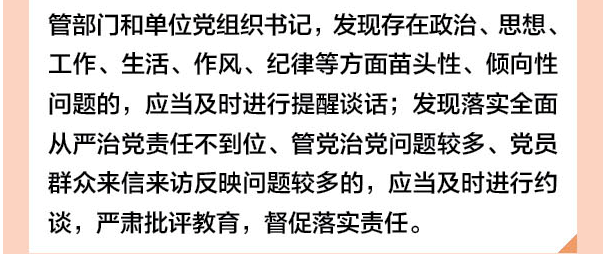 管部门和单位党组织书记，发现存在政治、思想、
工作、生活、作风、纪律等方面苗头性、倾向性
问题的，应当及时进行提醒谈话；发现落实全面
从严治党责任不到位、管党治党问题较多、党员
群众来信来访反映问题较多的，应当及时进行约
谈，严肃批评教育，督促落实责任。